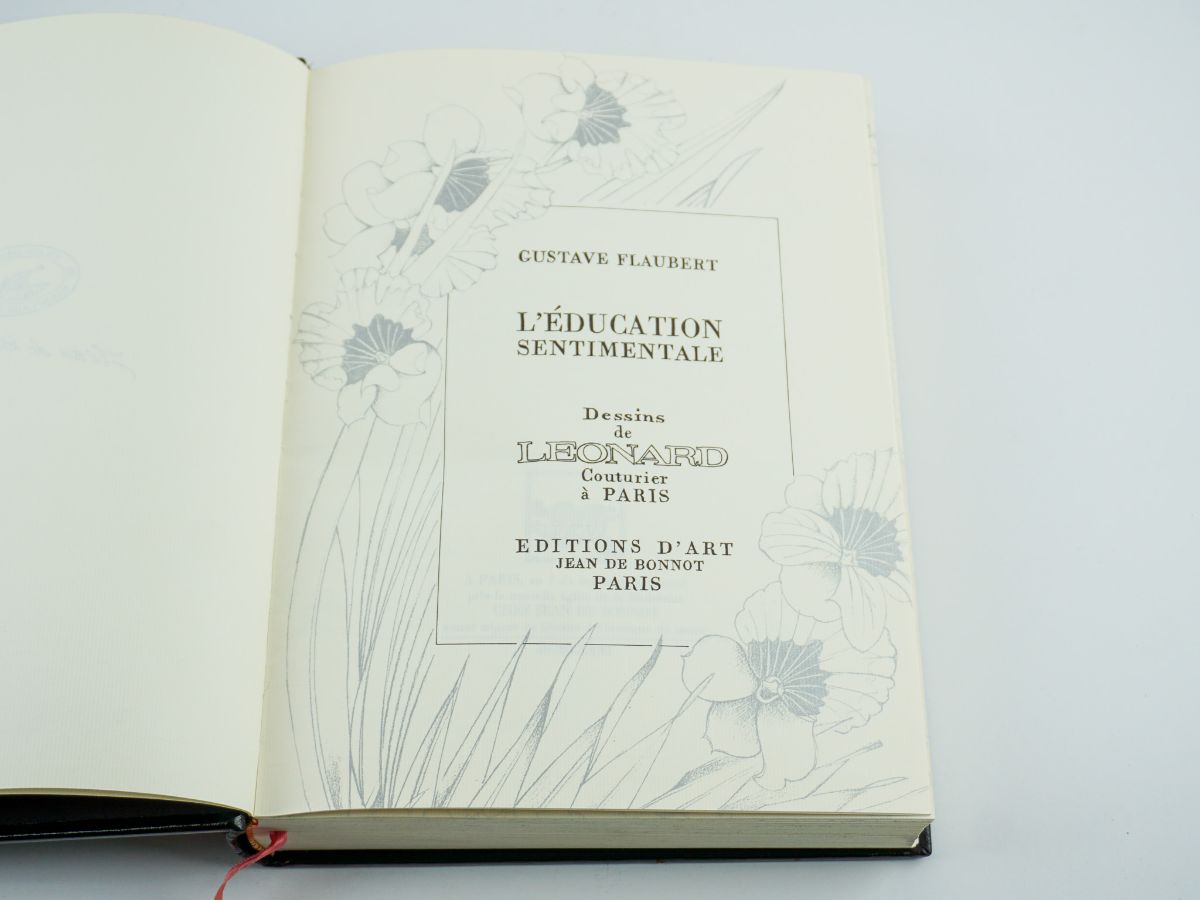 GUSTAVE FLAUBERT
L'ÉDUCATION
SENTIMENTALE
Dessins
de
LEONARD
Couturier
à PARIS
EDITIONS D'ART
JEAN DE BONNOT
PARIS